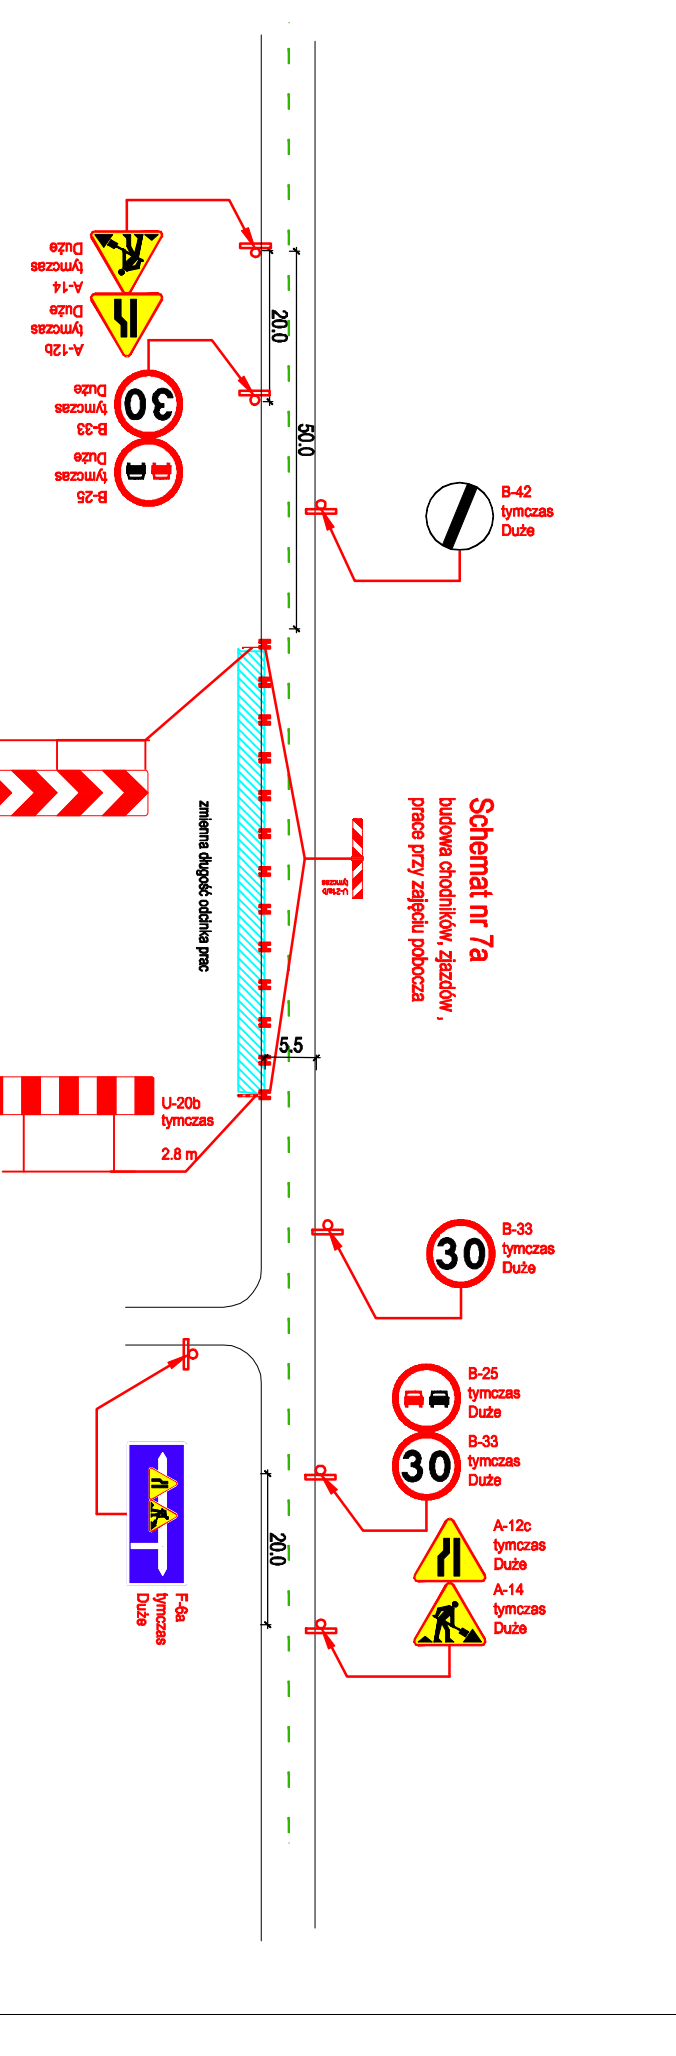 Duże
tymczas
A-14
Duże
tymczas
A-12b
20.0
Duże
tymczas
B-33
30
Duże
tymczas
B-25
50.0
B-42
tymczas
Duże
Schemat nr 7a
budowa chodników, zjazdów ,
prace przy zajęciu pobocza
zmienna długość odcinka prac
U-21a/b
tymczas
5.5
U-20b
tymczas
2.8 m
30
B-33
tymczas
Duże
B-25
tymczas
Duże
30
B-33
tymczas
Duże
20.0
A-12c
tymczas
Duże
A-14
tymczas
Duże
F-6a
tymczas
Duże